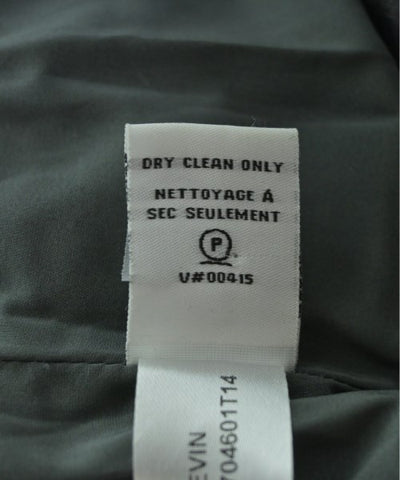 DRY CLEAN ONLY
NETTOYAGE Á
SEC SEULEMENT
P
V#00415
EVIN
704601T14